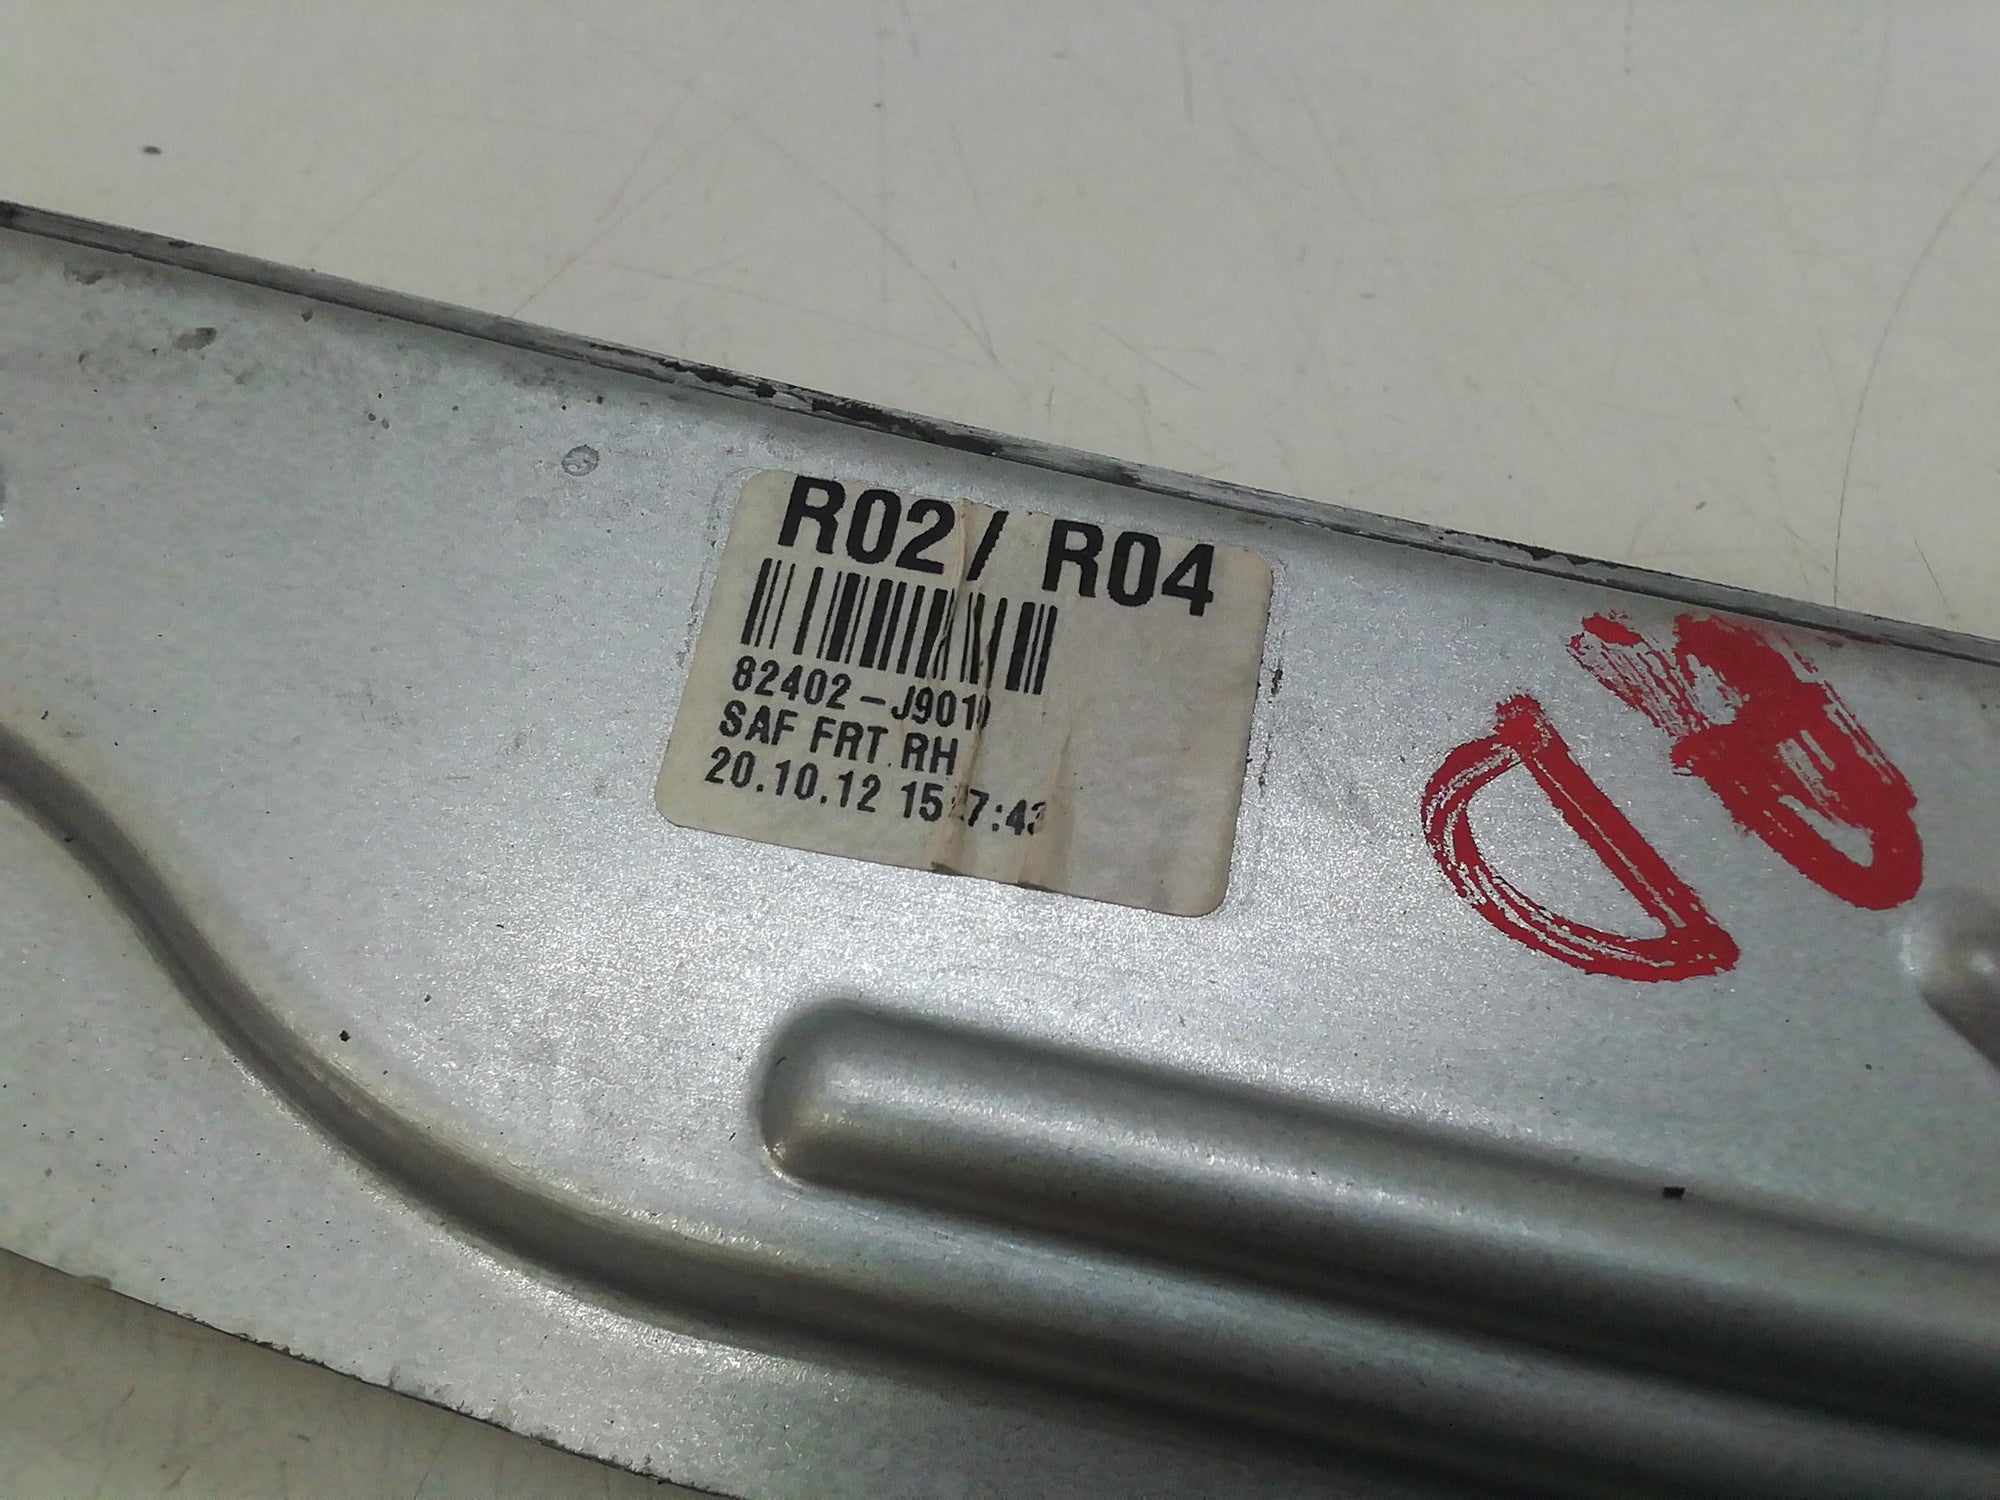 R02 / R04
82402-J9010
SAF FRT RH
20.10.12